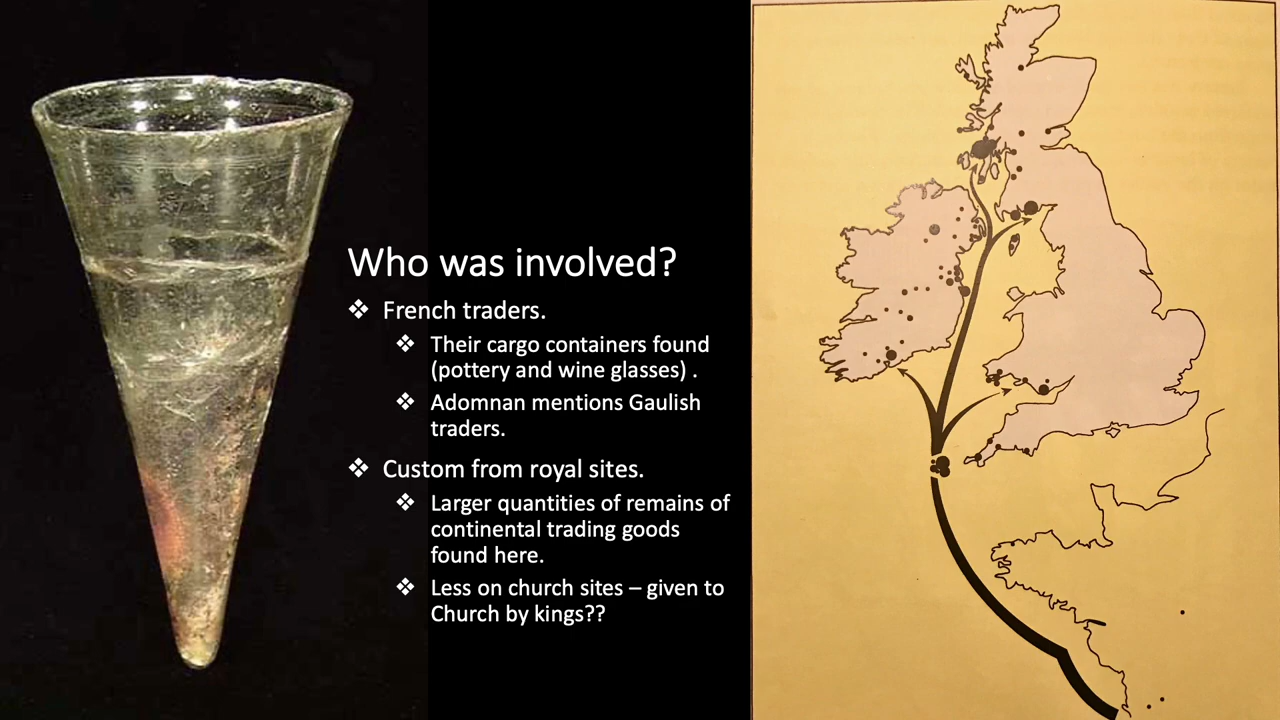 Who was involved?
❖ French traders.
❖ Their cargo containers found
(pottery and wine glasses) .
❖ Adomnan mentions Gaulish
traders.
❖ Custom from royal sites.
❖ Larger quantities of remains of
continental trading goods
found here.
❖ Less on church sites – given to
Church by kings??